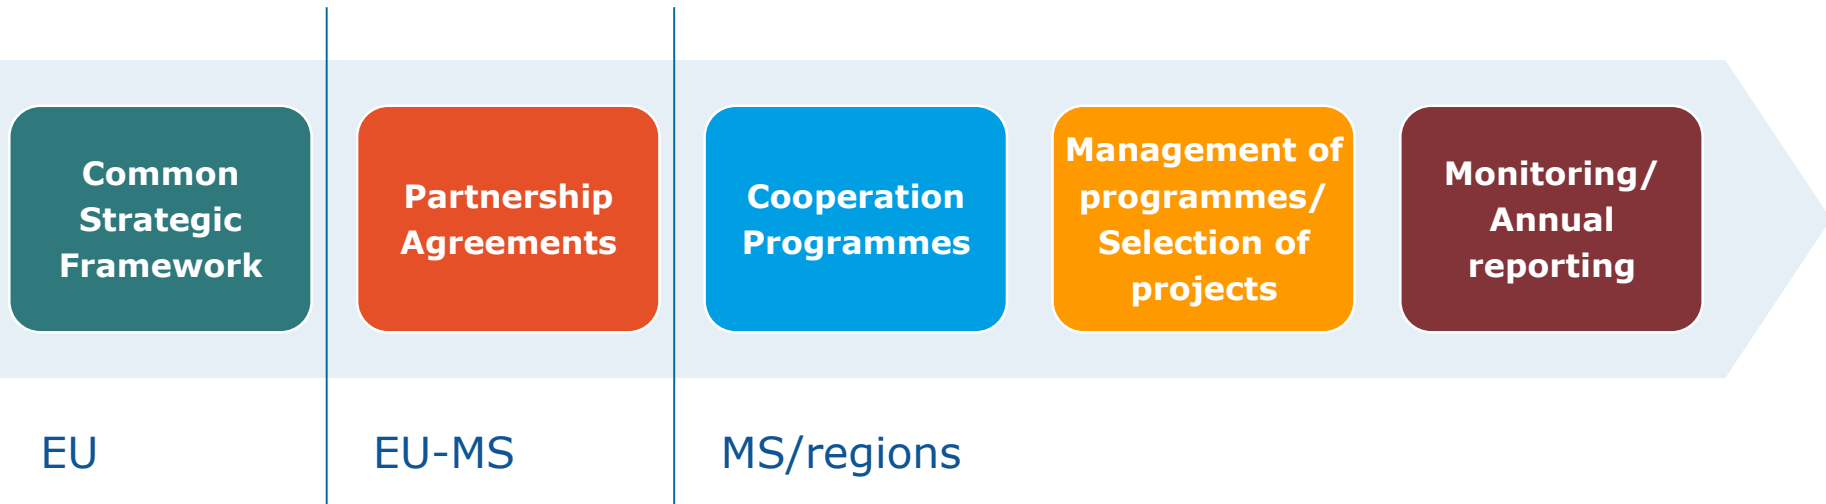 Common
Strategic
Framework
Partnership
Agreements
Cooperation
Programmes
Management of
programmes/
Selection of
projects
Monitoring/
Annual
reporting
EU
EU-MS
MS/regions